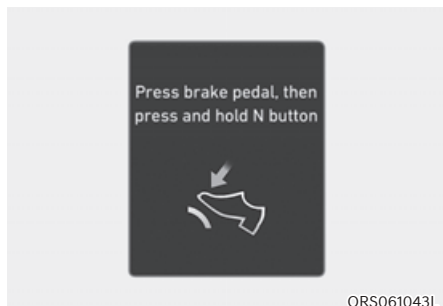 Press brake pedal, then
press and hold N button
ORS061043L